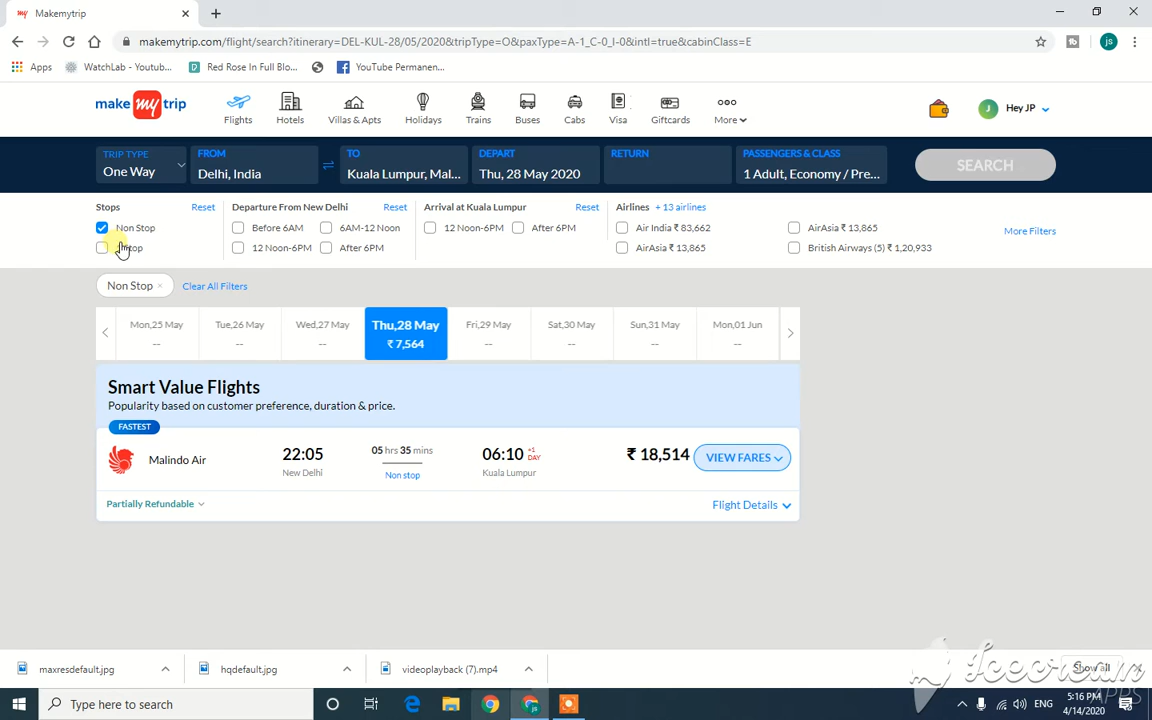 Makemytrip
makemytrip.com/flight/search?itinerary=DEL-KUL-28/05/2020&tripType=O&paxType=A-1_C-0_I-0&intl=true&cabinClass=E
js
Apps WatchLab - Youtub... Red Rose In Full Blo... YouTube Permanen...
make my trip
Flights Hotels Villas & Apts Holidays Trains Buses Cabs Visa Giftcards More
J Hey JP
TRIP TYPE FROM TO DEPART RETURN PASSENGERS & CLASS
One Way Delhi, India Kuala Lumpur, Mal... Thu, 28 May 2020 1 Adult, Economy / Pre... SEARCH
Stops Reset Departure From New Delhi Reset Arrival at Kuala Lumpur Reset Airlines + 13 airlines
Non Stop Before 6AM 6AM-12 Noon 12 Noon-6PM After 6PM Air India ₹ 83,662 AirAsia ₹ 13,865 More Filters
12 Noon-6PM After 6PM AirAsia ₹ 13,865 British Airways (5) ₹ 1,20,933
Non Stop × Clear All Filters
Mon,25 May Tue,26 May Wed,27 May Thu,28 May Fri,29 May Sat,30 May Sun,31 May Mon,01 Jun
-- -- -- ₹ 7,564 -- -- -- --
Smart Value Flights
Popularity based on customer preference, duration & price.
FASTEST
Malindo Air 22:05 05 hrs 35 mins 06:10 +1 DAY ₹ 18,514 VIEW FARES
New Delhi Non stop Kuala Lumpur
Partially Refundable Flight Details
maxresdefault.jpg hqdefault.jpg videoplayback (7).mp4 Show all
Icecream
APPS
Type here to search ENG 5:16 PM
4/14/2020